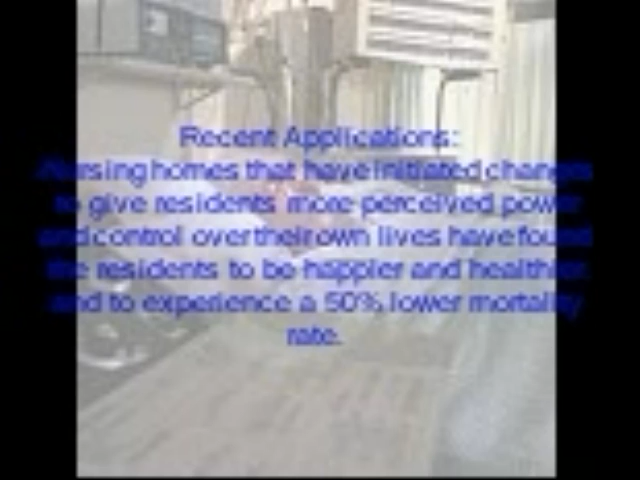 Recent Applications:
Nursing homes that have initiated changes
to give residents more perceived power
and control over their own lives have found
the residents to be happier and healthier
and to experience a 50% lower mortality
rate.